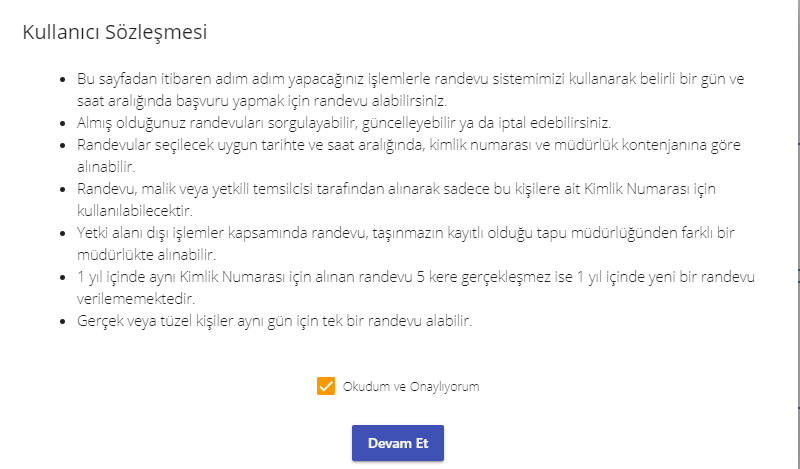 Kullanıcı Sözleşmesi
• Bu sayfadan itibaren adım adım yapacağınız işlemlerle randevu sistemimizi kullanarak belirli bir gün ve
saat aralığında başvuru yapmak için randevu alabilirsiniz.
• Almış olduğunuz randevuları sorgulayabilir, güncelleyebilir ya da iptal edebilirsiniz.
• Randevular seçilecek uygun tarihte ve saat aralığında, kimlik numarası ve müdürlük kontenjanına göre
alınabilir.
• Randevu, malik veya yetkili temsilcisi tarafından alınarak sadece bu kişilere ait Kimlik Numarası için
kullanılabilecektir.
• Yetki alanı dışı işlemler kapsamında randevu, taşınmazın kayıtlı olduğu tapu müdürlüğünden farklı bir
müdürlükte alınabilir.
• 1 yıl içinde aynı Kimlik Numarası için alınan randevu 5 kere gerçekleşmez ise 1 yıl içinde yeni bir randevu
verilememektedir.
• Gerçek veya tüzel kişiler aynı gün için tek bir randevu alabilir.
Okudum ve Onaylıyorum
Devam Et